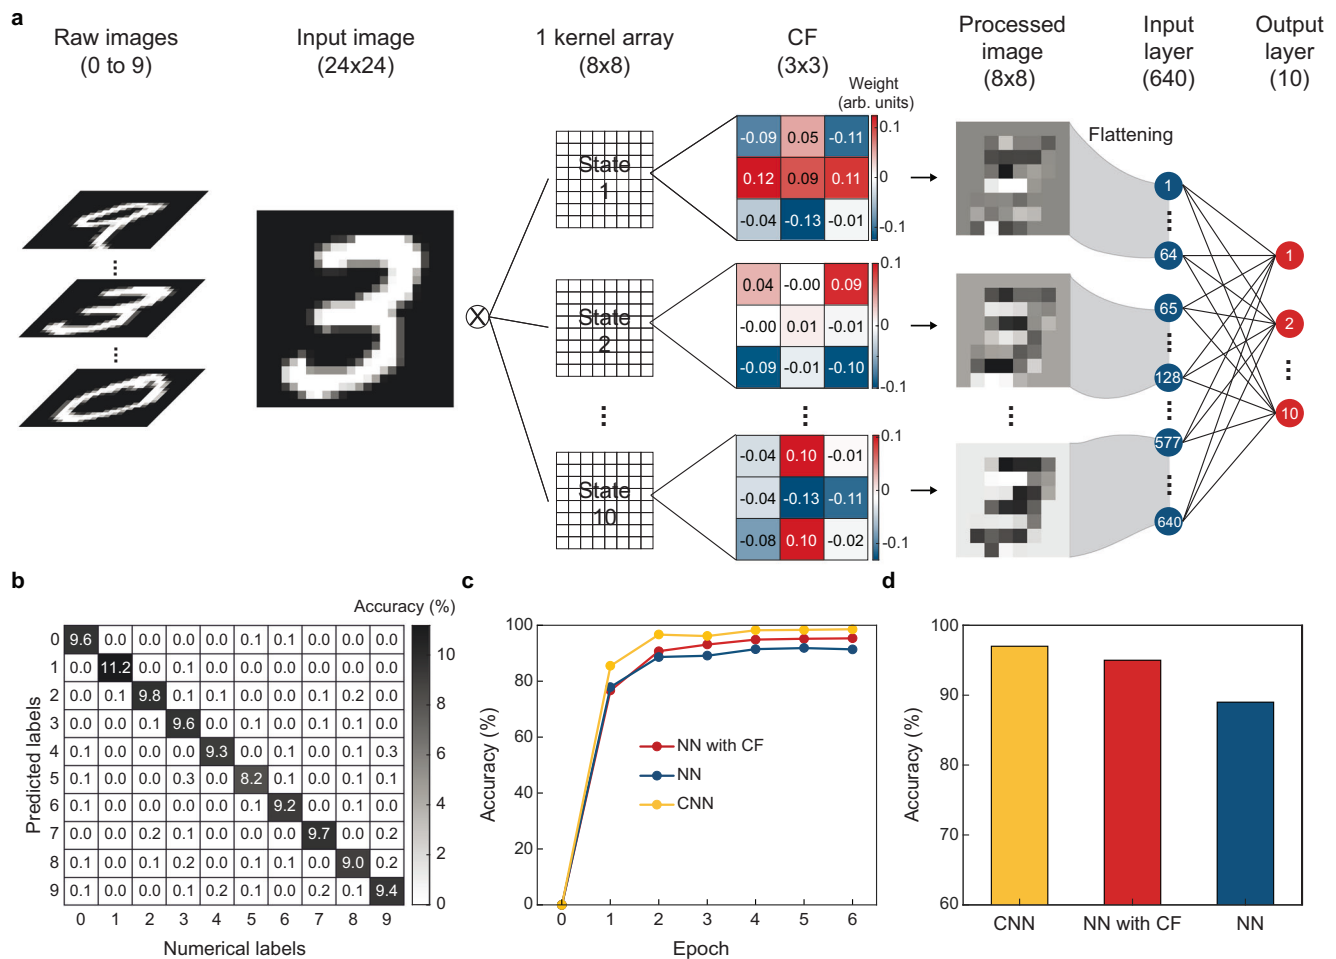 a
Raw images
(0 to 9)
Input image
(24x24)
1 kernel array
(8x8)
CF
(3x3)
Processed
image
(8x8)
Input
layer
(640)
Output
layer
(10)
Weight
(arb. units)
State
1
-0.09 0.05 -0.11
0.12 0.09 0.11
-0.04 -0.13 -0.01
0.1
0
-0.1
Flattening
1
64
X
State
2
0.04 -0.00 0.09
-0.00 0.01 -0.01
-0.09 -0.01 -0.10
0.1
0
-0.1
65
128
State
10
-0.04 0.10 -0.01
-0.04 -0.13 -0.11
-0.08 0.10 -0.02
0.1
0
-0.1
577
640
1
2
10
b
Accuracy (%)
Predicted labels
0 9.6 0.0 0.0 0.0 0.0 0.1 0.1 0.0 0.0 0.0
1 0.0 11.2 0.0 0.1 0.0 0.0 0.0 0.0 0.0 0.0
2 0.0 0.1 9.8 0.1 0.1 0.0 0.0 0.1 0.2 0.0
3 0.0 0.0 0.1 9.6 0.0 0.1 0.0 0.1 0.1 0.1
4 0.1 0.0 0.0 0.0 9.3 0.0 0.1 0.0 0.1 0.3
5 0.1 0.0 0.0 0.3 0.0 8.2 0.1 0.0 0.1 0.1
6 0.1 0.0 0.0 0.0 0.0 0.1 9.2 0.0 0.1 0.0
7 0.0 0.0 0.2 0.1 0.0 0.0 0.0 9.7 0.0 0.2
8 0.1 0.0 0.1 0.2 0.0 0.1 0.1 0.0 9.0 0.2
9 0.1 0.0 0.0 0.1 0.2 0.1 0.0 0.2 0.1 9.4
0 1 2 3 4 5 6 7 8 9
Numerical labels
10
8
6
4
2
0
c
Accuracy (%)
100
80
60
40
20
0
NN with CF
NN
CNN
0 1 2 3 4 5 6
Epoch
d
Accuracy (%)
100
90
80
70
60
CNN NN with CF NN